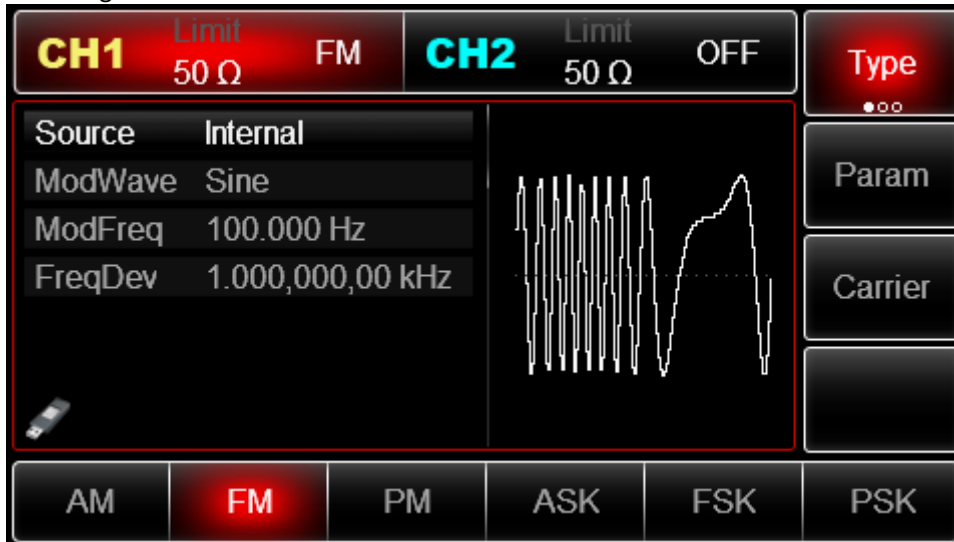 CH1 Limit 50 Ω FM
CH2 Limit 50 Ω OFF
Type
Source Internal
ModWave Sine
ModFreq 100.000 Hz
FreqDev 1.000,000,00 kHz
Param
Carrier
AM FM PM ASK FSK PSK